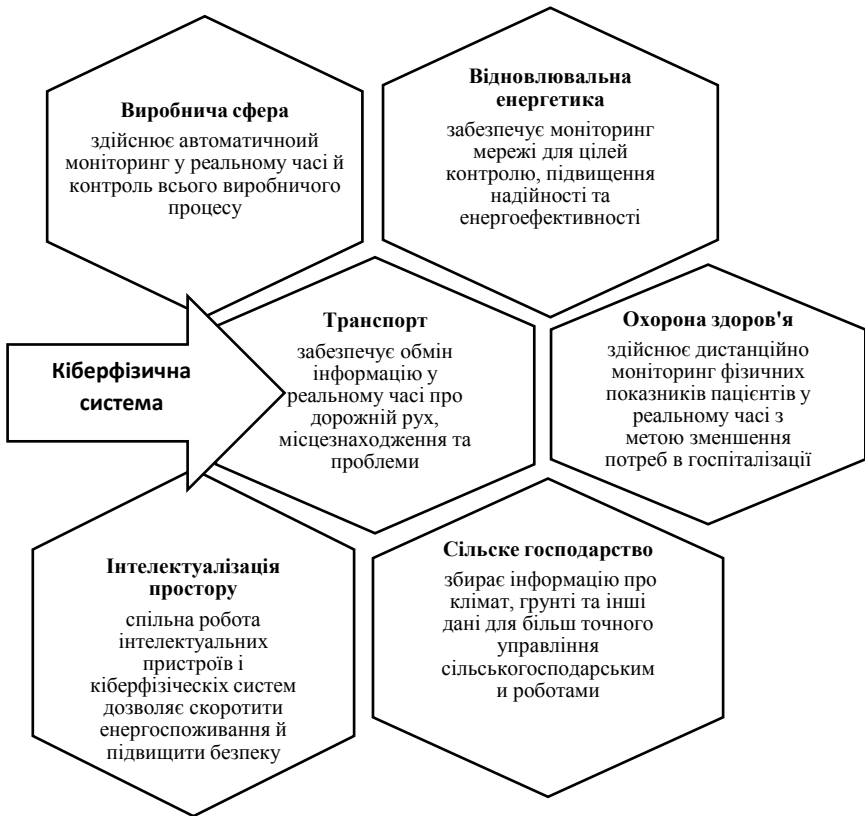 Виробнича сфера
здійснює автоматичноий
моніторинг у реальному часі й
контроль всього виробничого
процесу
Відновлювальна
енергетика
забезпечує моніторинг
мережі для цілей
контролю, підвищення
надійності та
енергоефективності
Кіберфізична
система
Транспорт
забезпечує обмін
інформацію у
реальному часі про
дорожній рух,
місцезнаходження та
проблеми
Охорона здоров'я
здійснює дистанційно
моніторинг фізичних
показників пацієнтів у
реальному часі з
метою зменшення
потреб в госпіталізації
Інтелектуалізація
простору
спільна робота
інтелектуальних
пристроїв і
кіберфізіческіх систем
дозволяє скоротити
енергоспоживання й
підвищити безпеку
Сільске господарство
збирає інформацію про
клімат, грунті та інші
дані для більш точного
управління
сільськогосподарським
и роботами